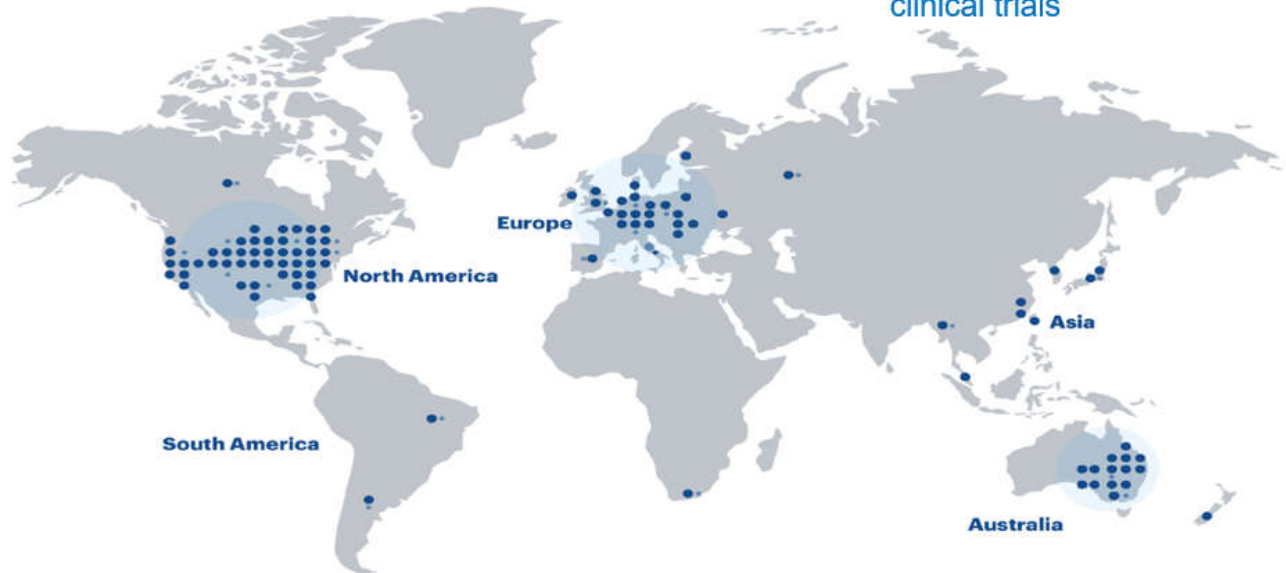 clinical trials
Europe
North America
Asia
South America
Australia